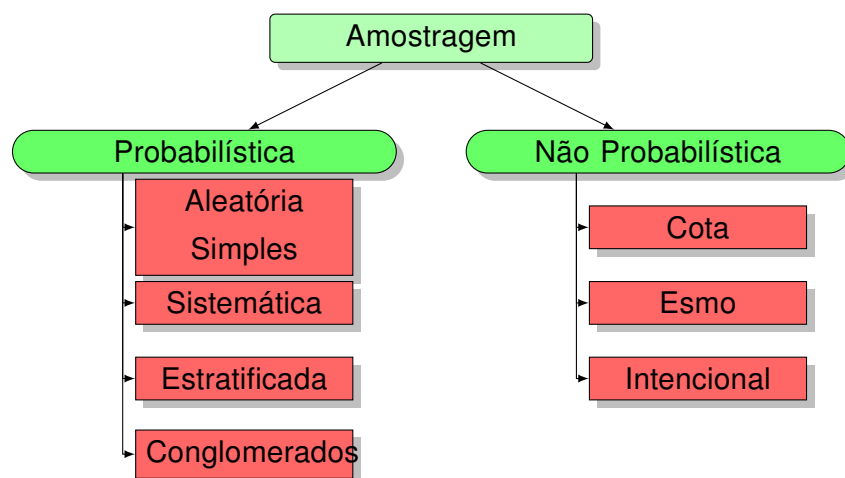 Amostragem
Probabilística
Aleatória
Simples
Sistemática
Estratificada
Conglomerados
Não Probabilística
Cota
Esmo
Intencional